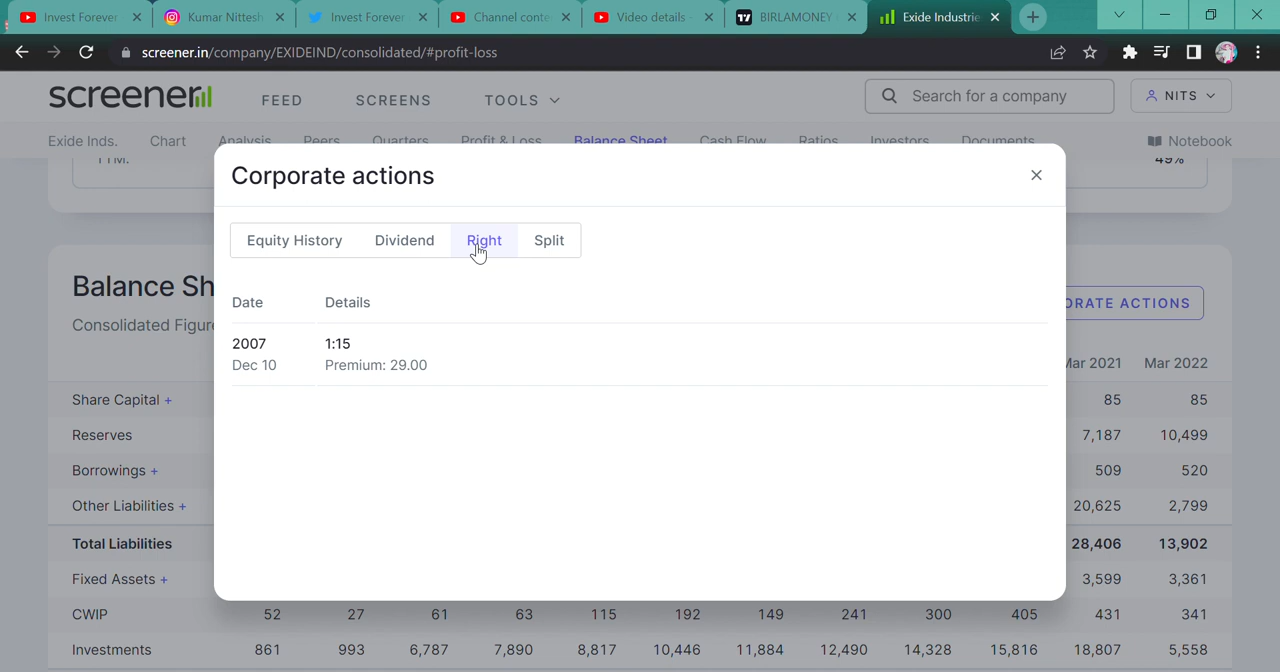 Invest Forever
Kumar Nittesh
Invest Forever
Channel conte
Video details -
BIRLAMONEY
Exide Industrie
screener.in/company/EXIDEIND/consolidated/#profit-loss
screener
FEED
SCREENS
TOOLS
Search for a company
NITS
Exide Inds.
Chart
Analysis
Peers
Quarters
Profit & Loss
Balance Sheet
Cash Flow
Ratios
Investors
Documents
Notebook
TTM:
49%
Corporate actions
Equity History
Dividend
Right
Split
Date Details
2007 1:15
Dec 10 Premium: 29.00
Balance Sh
Consolidated Figure
ORATE ACTIONS
Mar 2021 Mar 2022
Share Capital + 85 85
Reserves 7,187 10,499
Borrowings + 509 520
Other Liabilities + 20,625 2,799
Total Liabilities 28,406 13,902
Fixed Assets + 3,599 3,361
CWIP 52 27 61 63 115 192 149 241 300 405 431 341
Investments 861 993 6,787 7,890 8,817 10,446 11,884 12,490 14,328 15,816 18,807 5,558